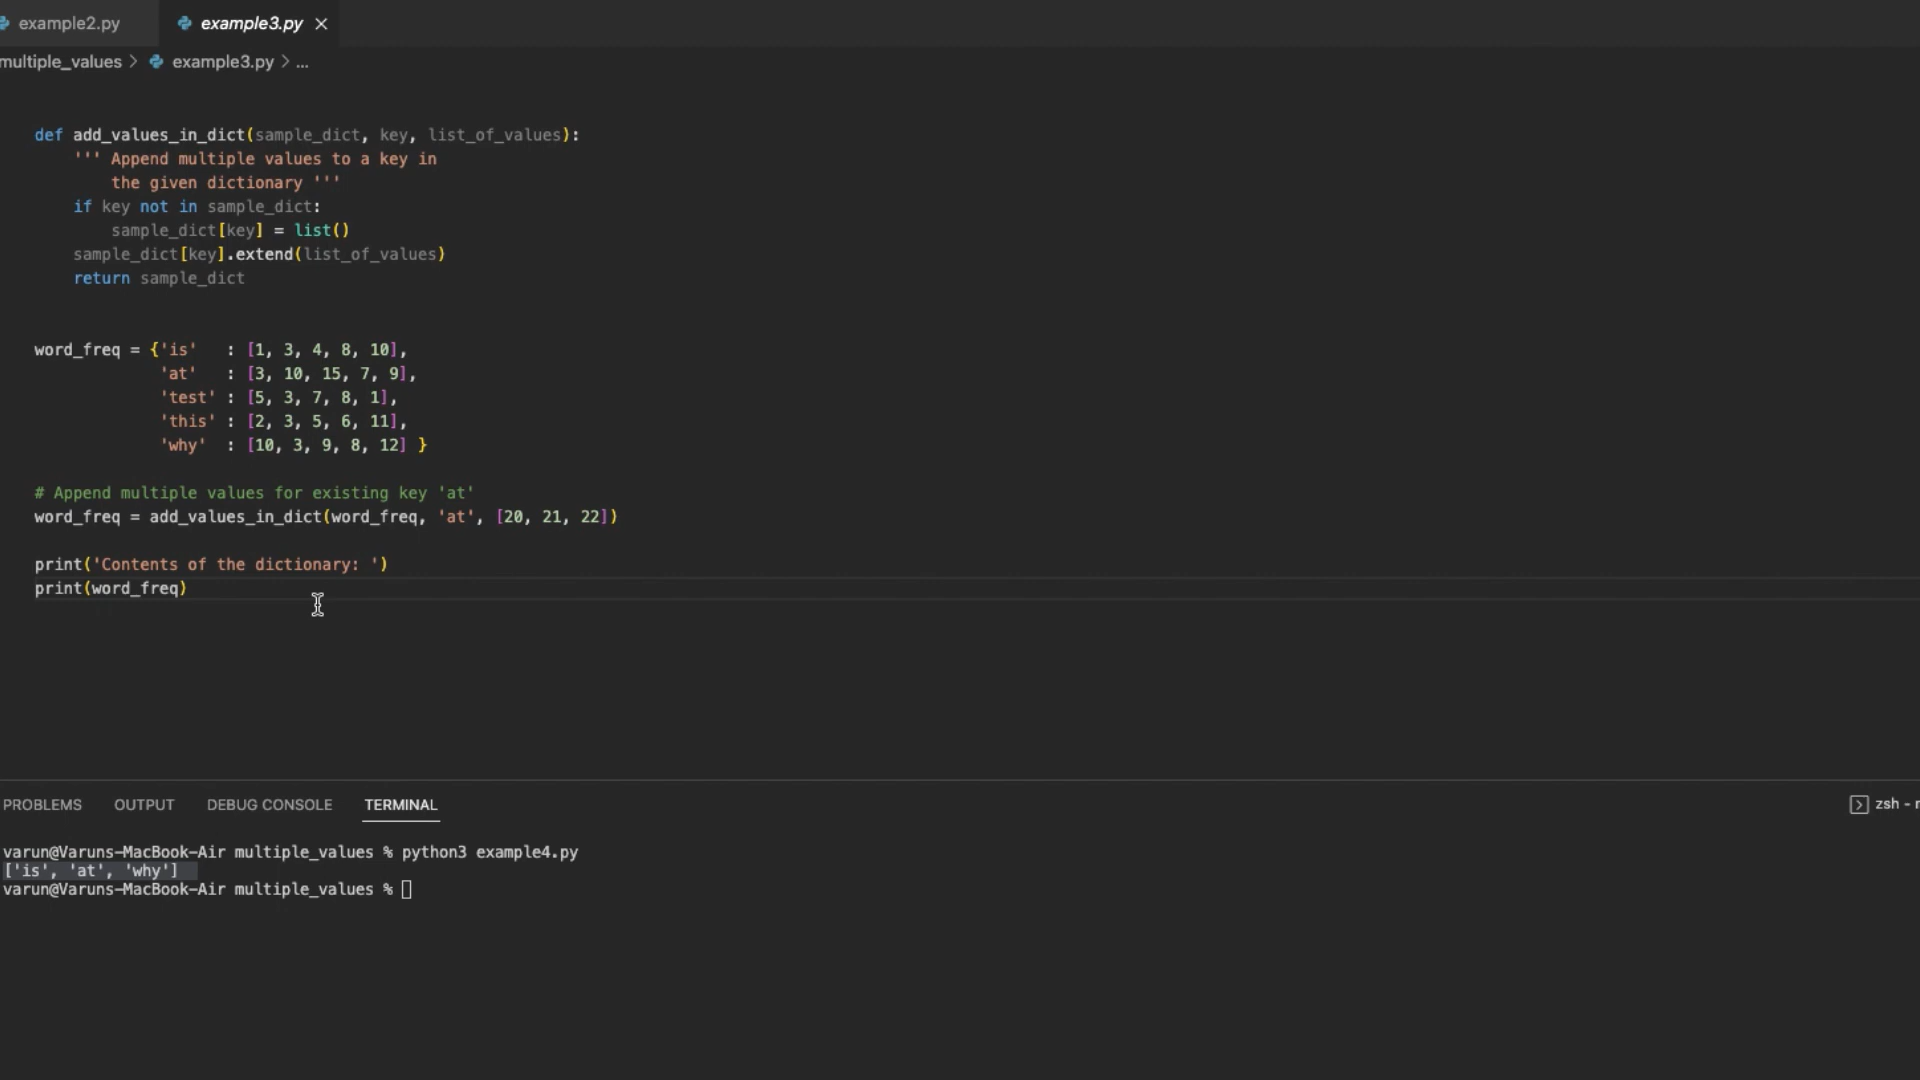 example2.py example3.py
multiple_values > example3.py > ...
def add_values_in_dict(sample_dict, key, list_of_values):
    ''' Append multiple values to a key in
        the given dictionary '''
    if key not in sample_dict:
        sample_dict[key] = list()
    sample_dict[key].extend(list_of_values)
    return sample_dict
word_freq = {'is'   : [1, 3, 4, 8, 10],
             'at'   : [3, 10, 15, 7, 9],
             'test' : [5, 3, 7, 8, 1],
             'this' : [2, 3, 5, 6, 11],
             'why'  : [10, 3, 9, 8, 12] }
# Append multiple values for existing key 'at'
word_freq = add_values_in_dict(word_freq, 'at', [20, 21, 22])
print('Contents of the dictionary: ')
print(word_freq)
PROBLEMS OUTPUT DEBUG CONSOLE TERMINAL zsh -
varun@Varuns-MacBook-Air multiple_values % python3 example4.py
['is', 'at', 'why']
varun@Varuns-MacBook-Air multiple_values %